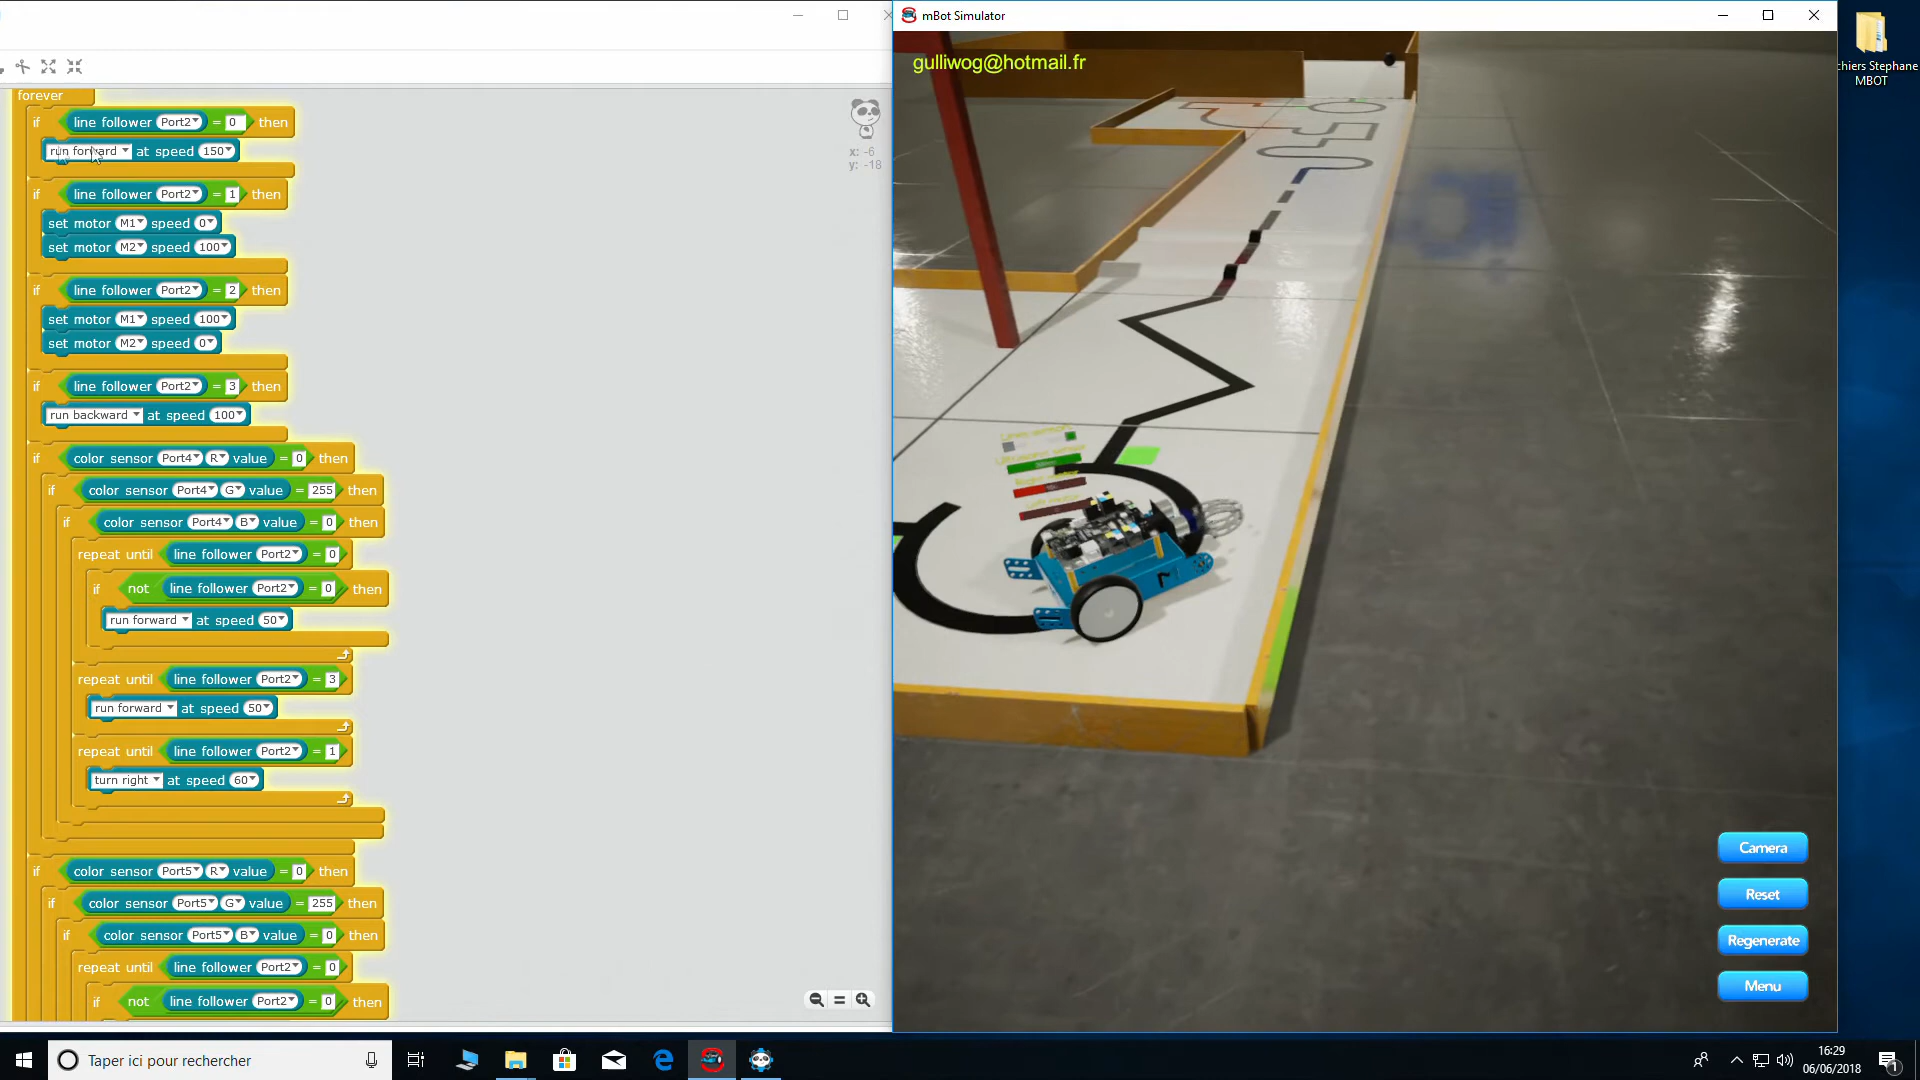 forever
if line follower Port2 = 0 then
run forward at speed 150
if line follower Port2 = 1 then
set motor M1 speed 0
set motor M2 speed 100
if line follower Port2 = 2 then
set motor M1 speed 100
set motor M2 speed 0
if line follower Port2 = 3 then
run backward at speed 100
if color sensor Port4 R value = 0 then
if color sensor Port4 G value = 255 then
if color sensor Port4 B value = 0 then
repeat until line follower Port2 = 0
if not line follower Port2 = 0 then
run forward at speed 50
repeat until line follower Port2 = 3
run forward at speed 50
repeat until line follower Port2 = 1
turn right at speed 60
if color sensor Port5 R value = 0 then
if color sensor Port5 G value = 255 then
if color sensor Port5 B value = 0 then
repeat until line follower Port2 = 0
if not line follower Port2 = 0 then
x: -6
y: -18
mBot Simulator
gulliwog@hotmail.fr
Camera
Reset
Regenerate
Menu
chiers Stephane
MBOT
Taper ici pour rechercher
16:29
06/06/2018
1